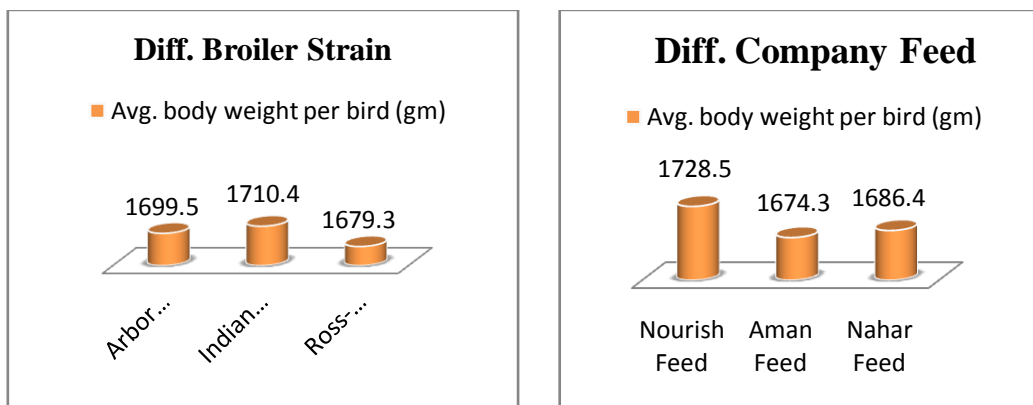 Diff. Broiler Strain
Avg. body weight per bird (gm)
1699.5
1710.4
1679.3
Arbor...
Indian...
Ross-...
Diff. Company Feed
Avg. body weight per bird (gm)
1728.5
1674.3
1686.4
Nourish
Feed
Aman
Feed
Nahar
Feed